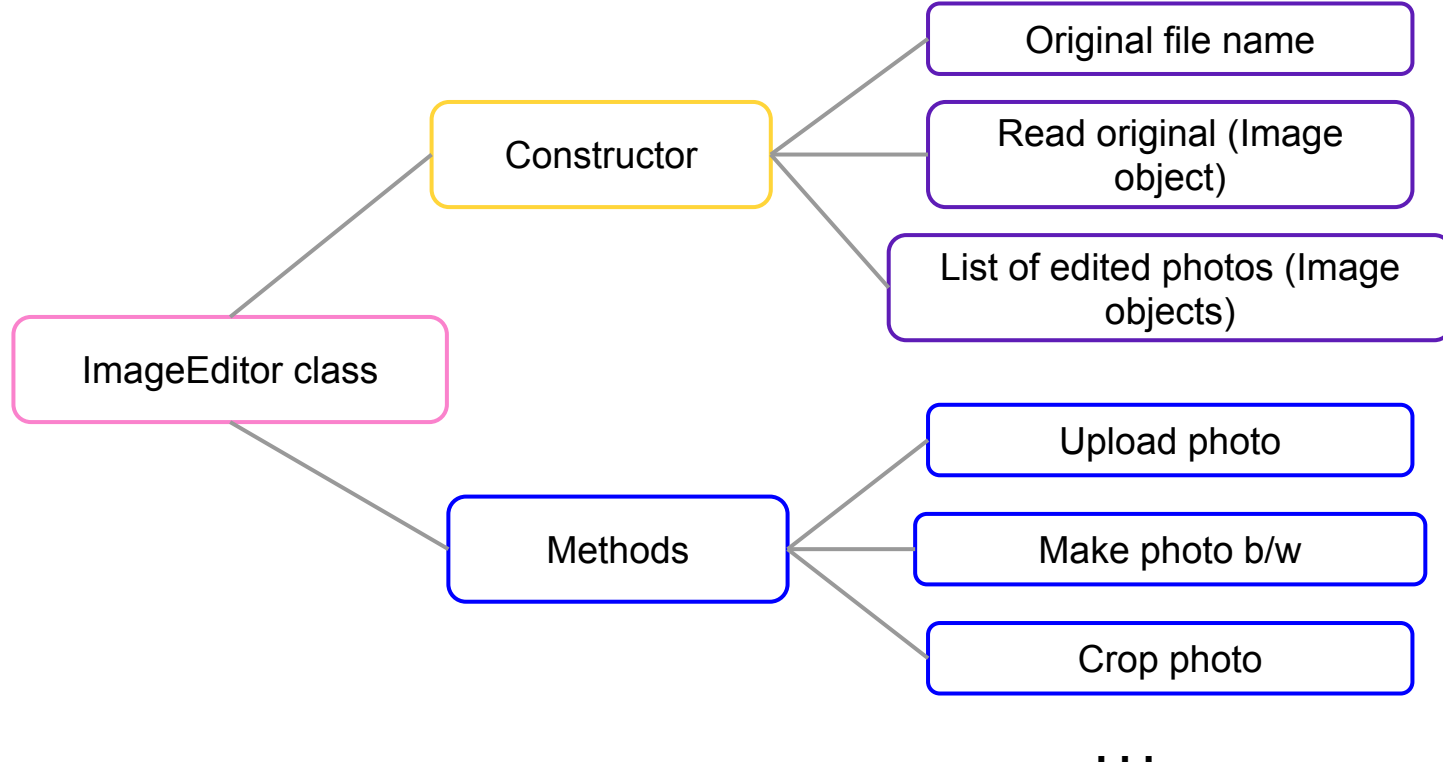 Original file name
Constructor
Read original (Image
object)
List of edited photos (Image
objects)
ImageEditor class
Upload photo
Methods
Make photo b/w
Crop photo
...